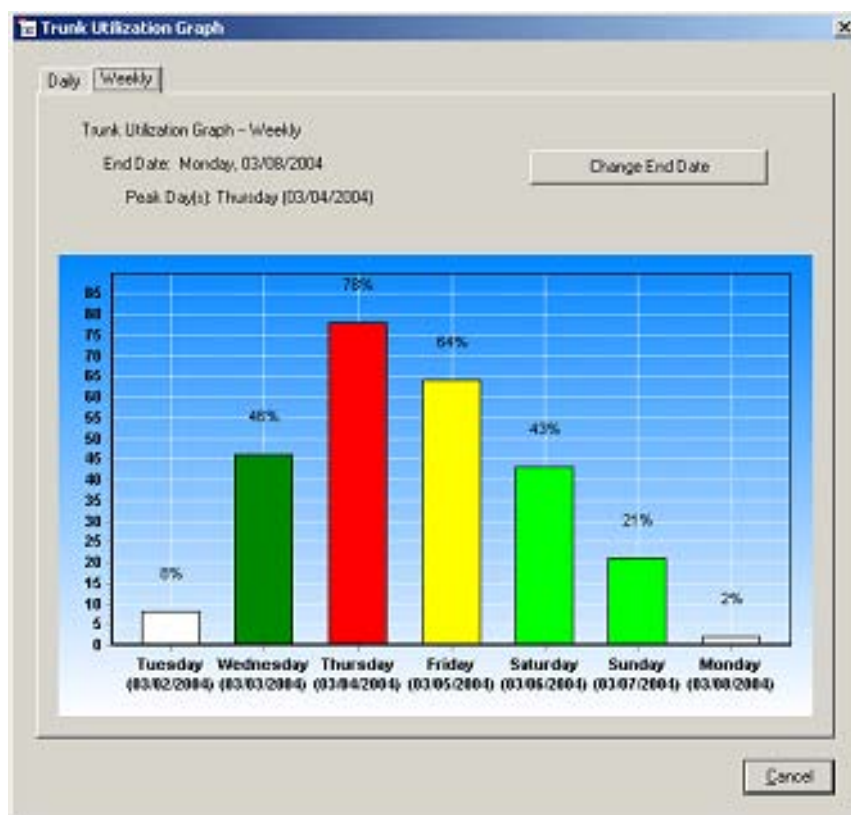 Trunk Utilization Graph
Daily Weekly
Trunk Utilization Graph - Weekly
End Date: Monday, 03/08/2004
Change End Date
Peak Day(s): Thursday (03/04/2004)
85
80
75
70
65
60
55
50
45
40
35
30
25
20
15
10
5
0
8%
46%
78%
64%
43%
21%
2%
Tuesday Wednesday Thursday Friday Saturday Sunday Monday
(03/02/2004) (03/03/2004) (03/04/2004) (03/05/2004) (03/06/2004) (03/07/2004) (03/08/2004)
Cancel